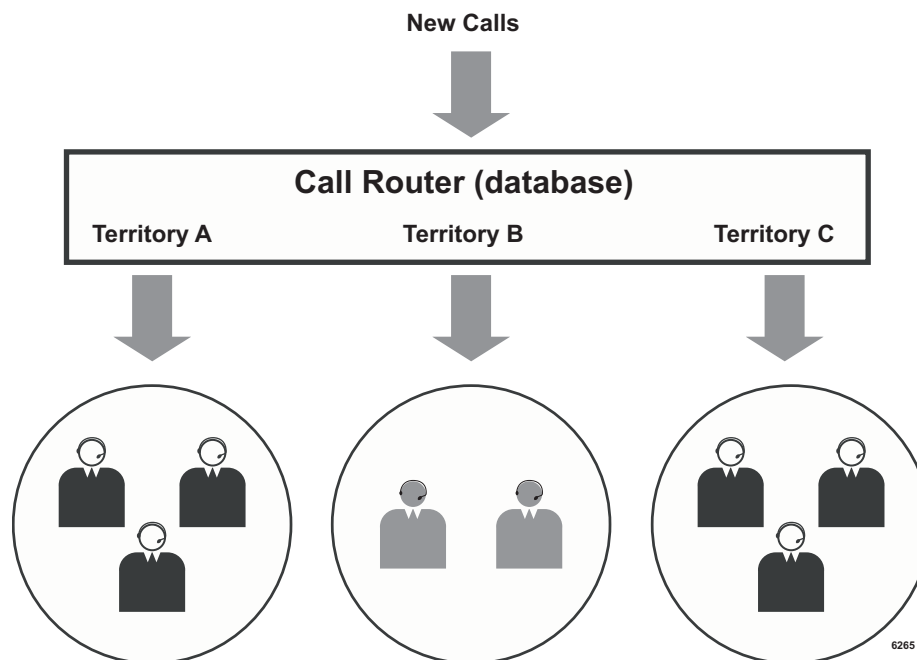 New Calls
Call Router (database)
Territory A
Territory B
Territory C
6265